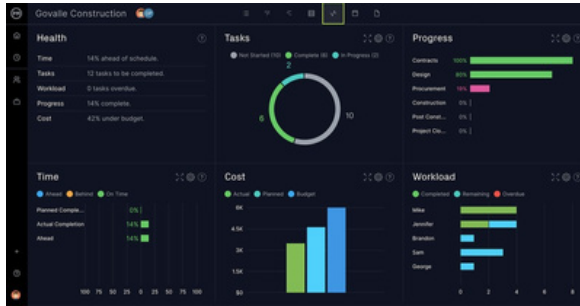 Govalle Construction
Health
Time 14% ahead of schedule.
Tasks 12 tasks to be completed.
Workload 0 tasks overdue.
Progress 14% complete.
Cost 42% under budget.
Tasks
Not Started (10) Complete (6) In Progress (2)
2
6
10
Progress
Contracts 100%
Design 80%
Procurement 19%
Construction 0%
Post Const... 0%
Project Clo... 0%
Time
Ahead Behind On Time
Planned Comple... 0%
Actual Completion 14%
Ahead 14%
100 75 50 25 0 25 50 75 100
Cost
Actual Planned Budget
6K
4.5K
3K
1.5K
$0
Workload
Completed Remaining Overdue
Mike
Jennifer
Brandon
Sam
George
0 2 4 6 8